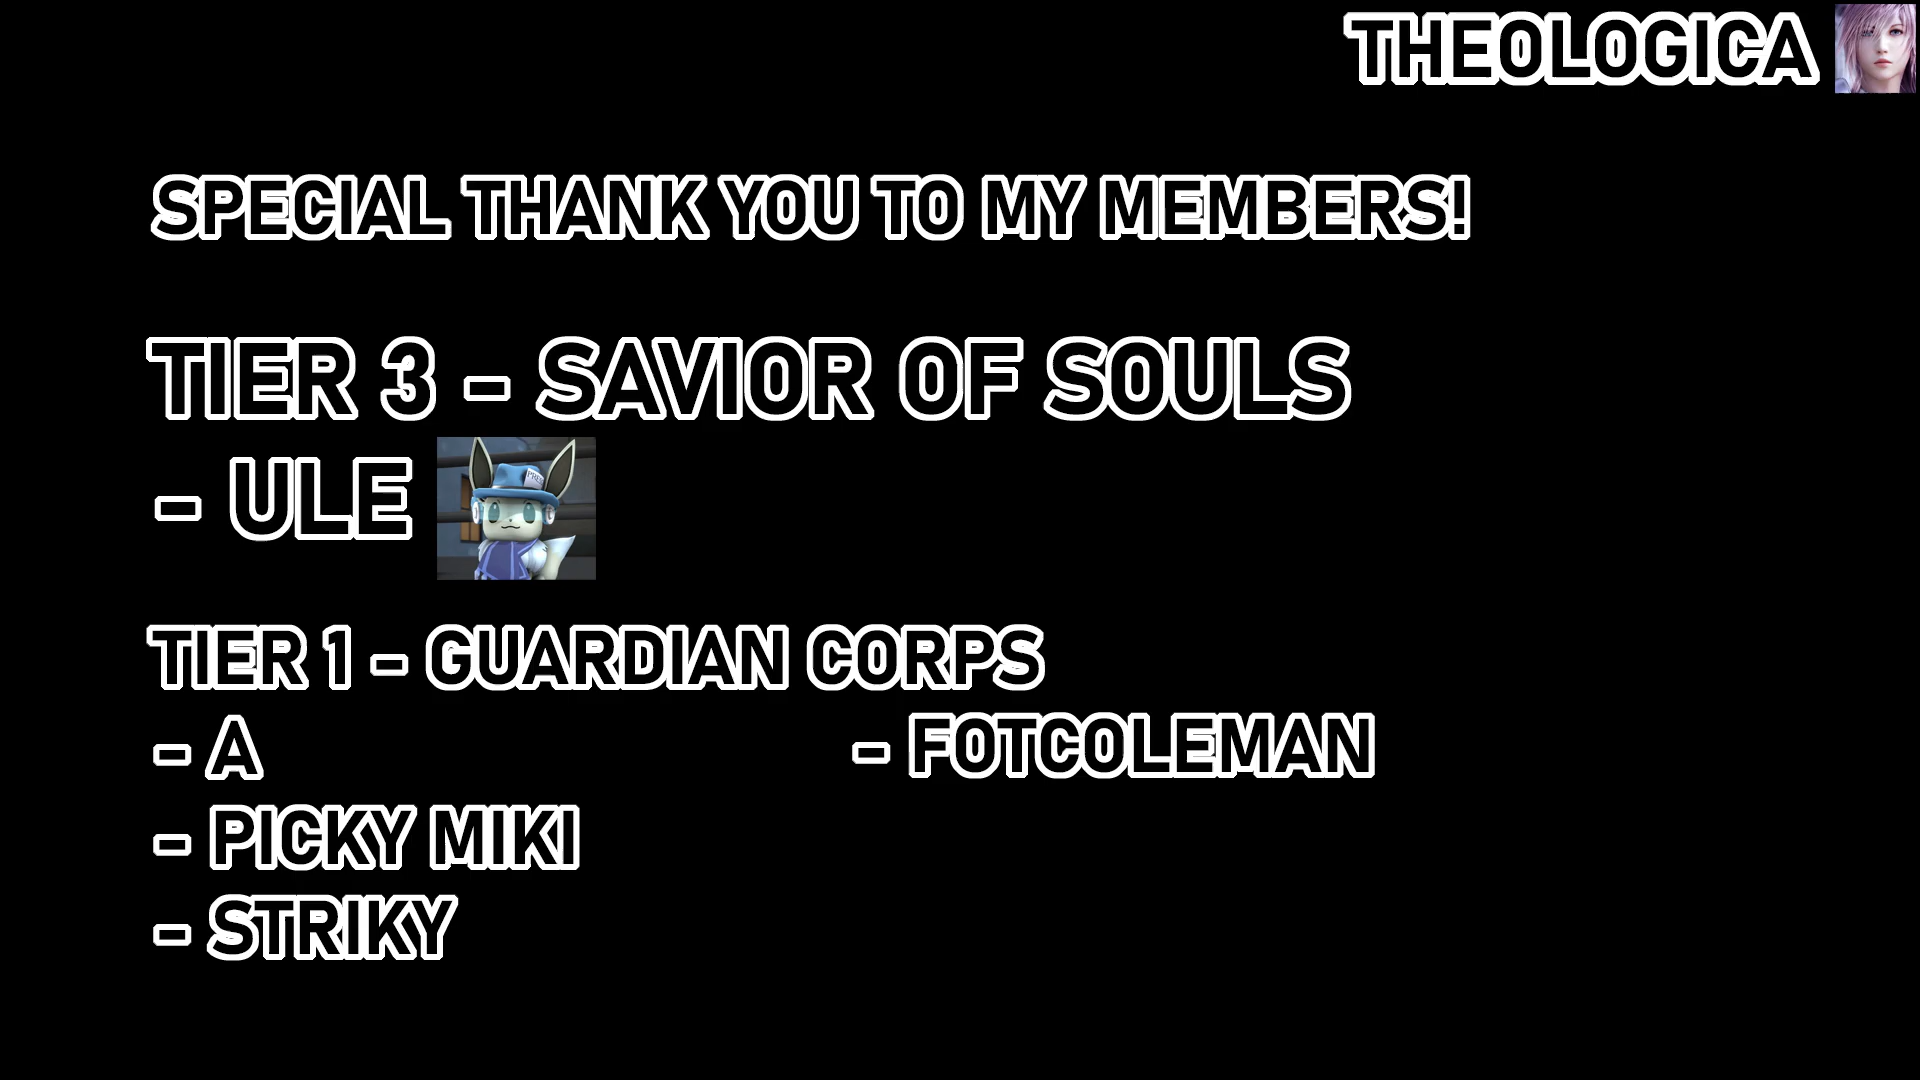 THEOLOGICA
SPECIAL THANK YOU TO MY MEMBERS!
TIER 3 - SAVIOR OF SOULS
- ULE
TIER 1 - GUARDIAN CORPS
- A
- FOTCOLEMAN
- PICKY MIKI
- STRIKY